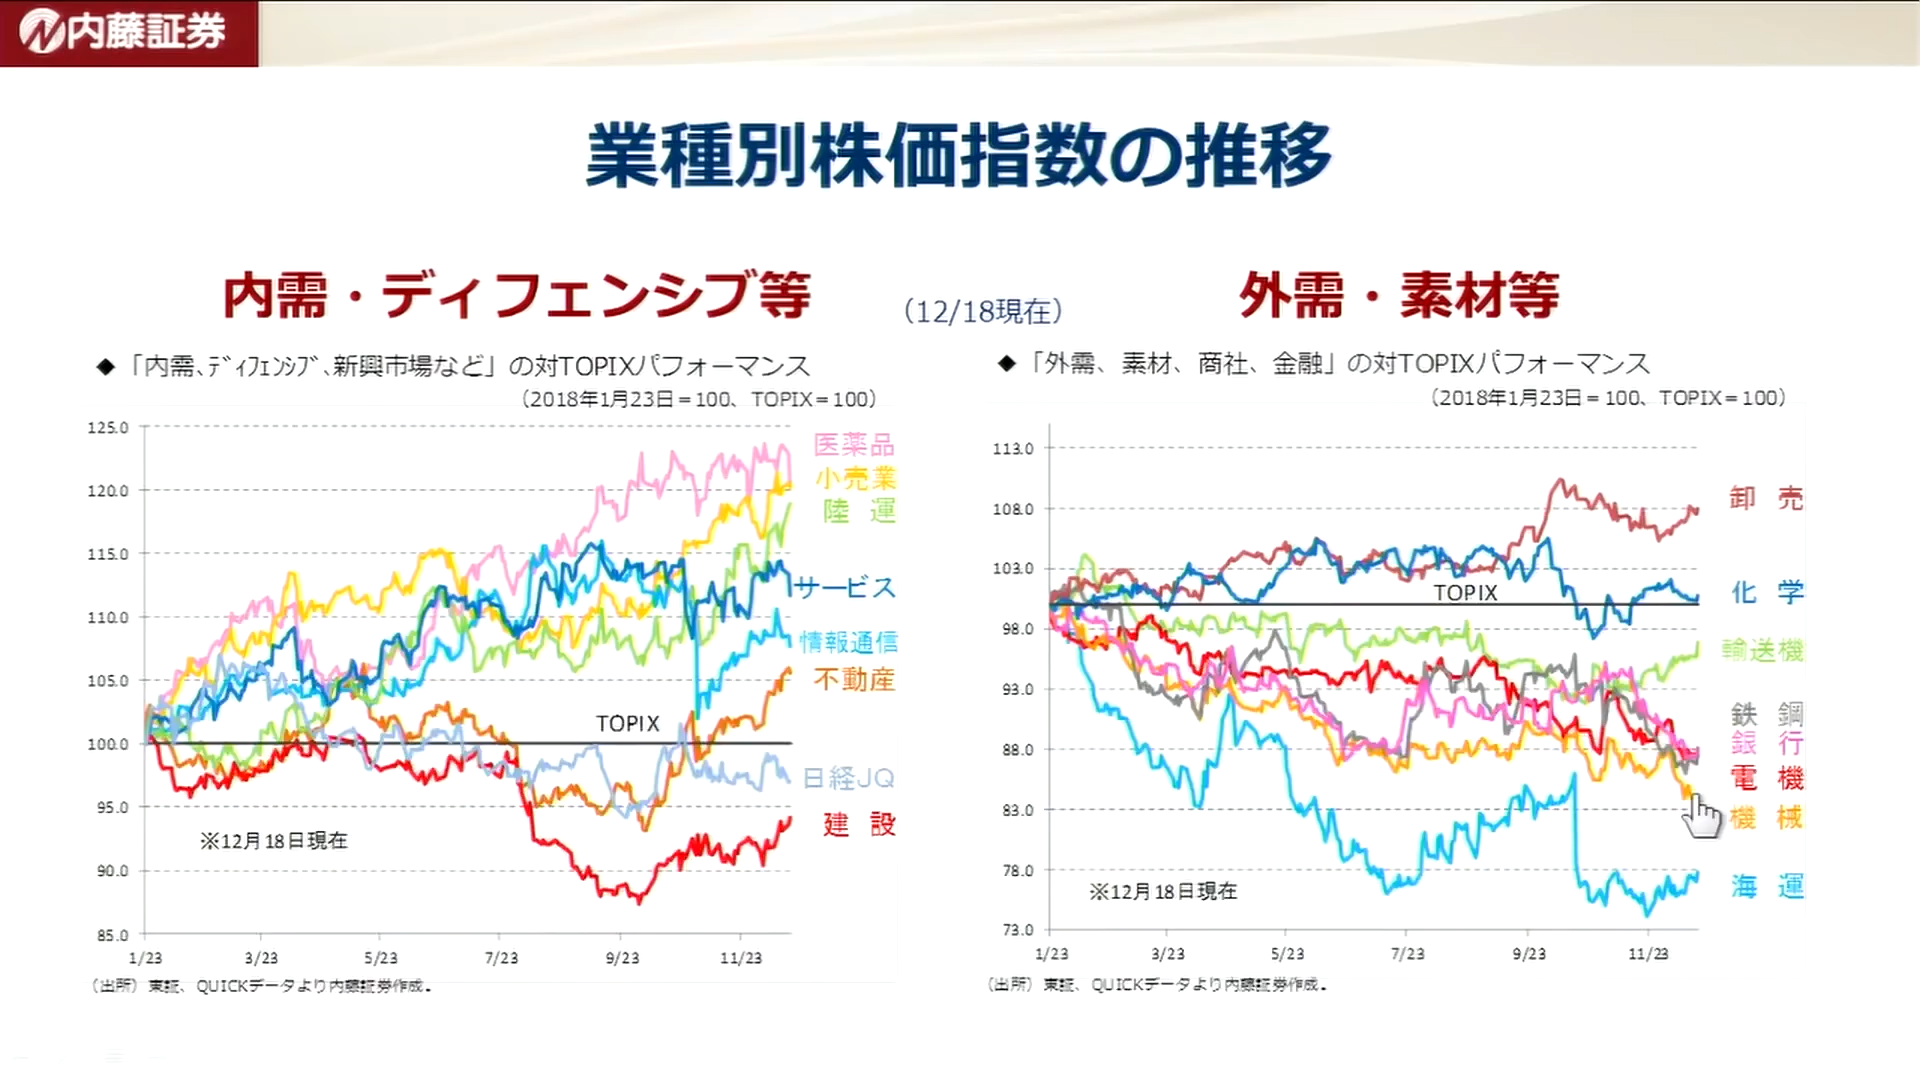 内藤証券
業種別株価指数の推移
内需・ディフェンシブ等
（12/18現在）
外需・素材等
◆「内需､ﾃﾞｨﾌｪﾝｼﾌﾞ､新興市場など」の対TOPIXパフォーマンス
（2018年1月23日＝100、TOPIX＝100）
125.0
120.0
115.0
110.0
105.0
100.0
95.0
90.0
85.0
医薬品
小売業
陸 運
サービス
情報通信
不動産
TOPIX
日経JQ
建 設
※12月18日現在
1/23 3/23 5/23 7/23 9/23 11/23
（出所）東証、QUICKデータより内藤証券作成。
◆「外需、素材、商社、金融」の対TOPIXパフォーマンス
（2018年1月23日＝100、TOPIX＝100）
113.0
108.0
103.0
98.0
93.0
88.0
83.0
78.0
73.0
卸 売
TOPIX
化 学
輸送機
鉄 鋼
銀 行
電 機
機 械
海 運
※12月18日現在
1/23 3/23 5/23 7/23 9/23 11/23
（出所）東証、QUICKデータより内藤証券作成。